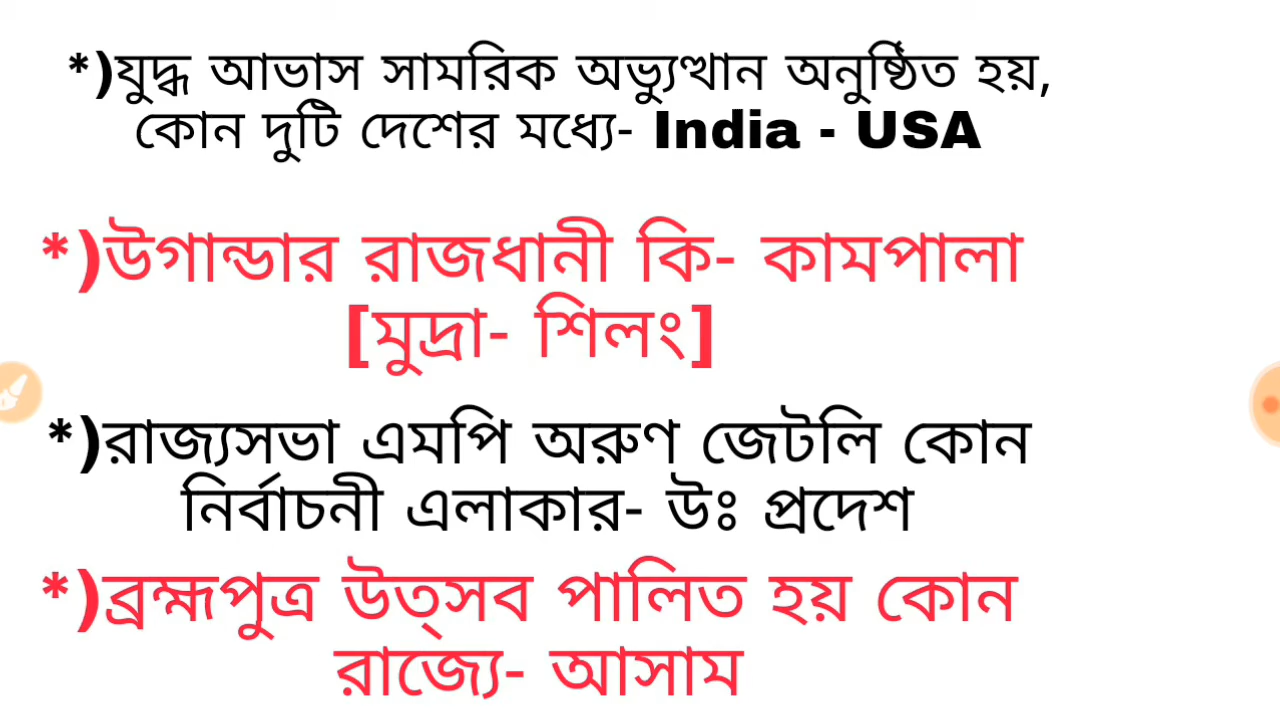 *)যুদ্ধ আভাস সামরিক অভ্যুত্থান অনুষ্ঠিত হয়,
কোন দুটি দেশের মধ্যে- India - USA
*)উগান্ডার রাজধানী কি- কামপালা
[মুদ্রা- শিলং]
*)রাজ্যসভা এমপি অরুণ জেটলি কোন
নির্বাচনী এলাকার- উঃ প্রদেশ
*)ব্রহ্মপুত্র উত্সব পালিত হয় কোন
রাজ্যে- আসাম